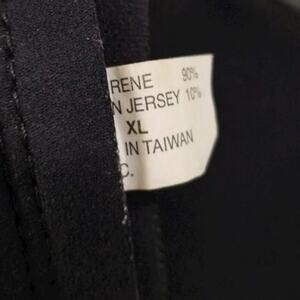 RENE 90%
N JERSEY 10%
XL
IN TAIWAN
C.